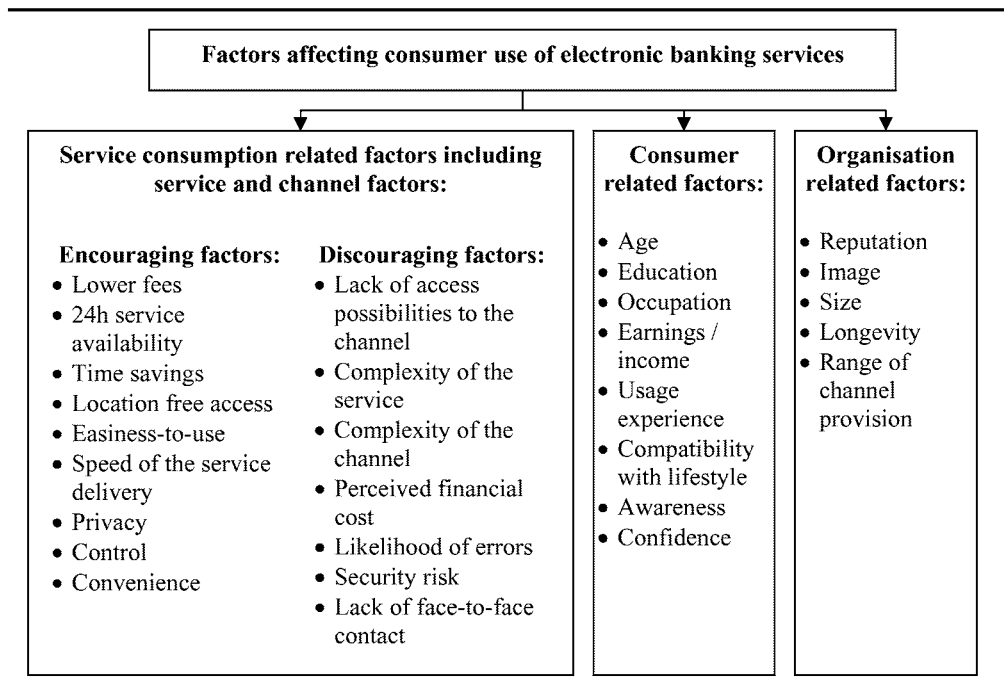 Factors affecting consumer use of electronic banking services
Service consumption related factors including
service and channel factors:
Encouraging factors:
• Lower fees
• 24h service
availability
• Time savings
• Location free access
• Easiness-to-use
• Speed of the service
delivery
• Privacy
• Control
• Convenience
Discouraging factors:
• Lack of access
possibilities to the
channel
• Complexity of the
service
• Complexity of the
channel
• Perceived financial
cost
• Likelihood of errors
• Security risk
• Lack of face-to-face
contact
Consumer
related factors:
• Age
• Education
• Occupation
• Earnings /
income
• Usage
experience
• Compatibility
with lifestyle
• Awareness
• Confidence
Organisation
related factors:
• Reputation
• Image
• Size
• Longevity
• Range of
channel
provision